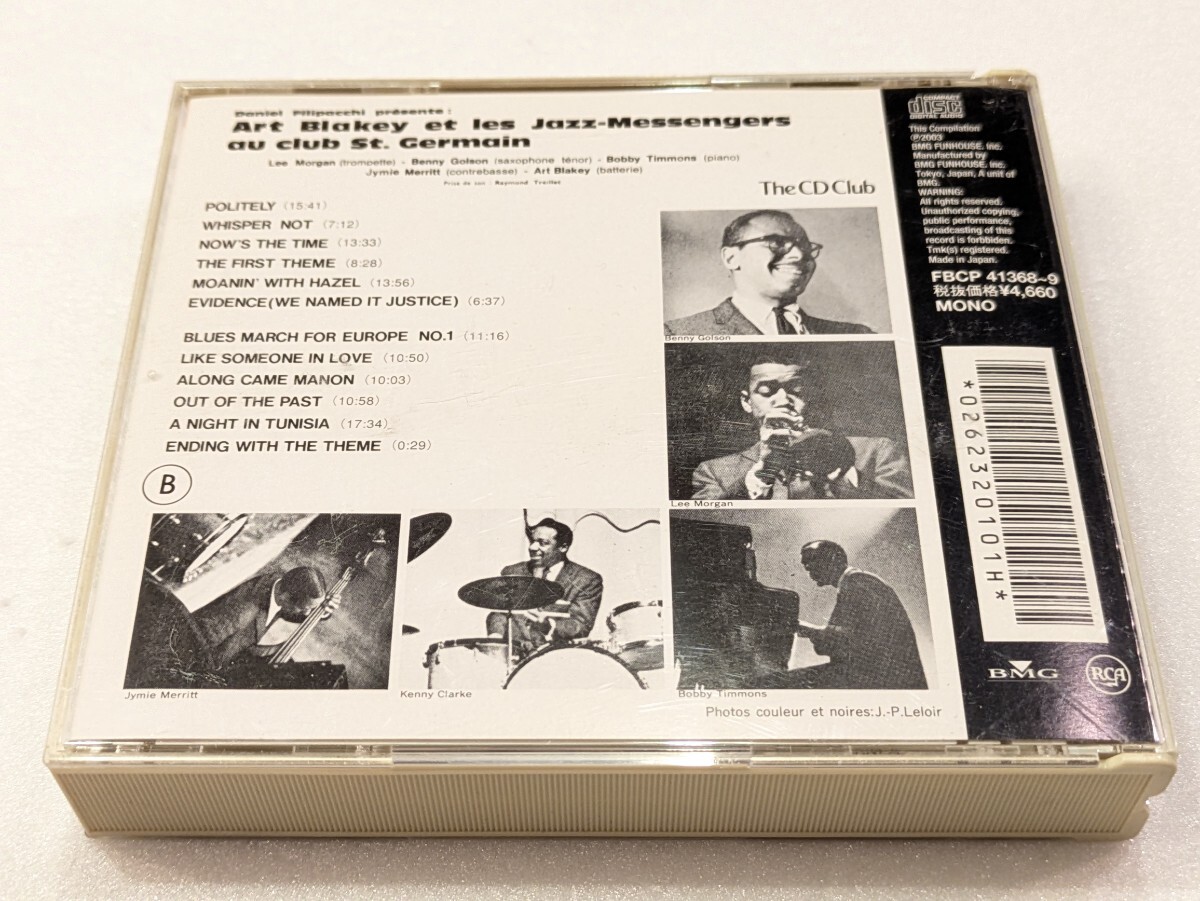 Daniel Filipacchi présente:
Art Blakey et les Jazz-Messengers
au club St. Germain
Lee Morgan (trompette) - Benny Golson (saxophone ténor) - Bobby Timmons (piano)
Jymie Merritt (contrebasse) - Art Blakey (batterie)
Prise de son: Raymond Treillet
The CD Club
POLITELY (15:41)
WHISPER NOT (7:12)
NOW'S THE TIME (13:33)
THE FIRST THEME (8:28)
MOANIN' WITH HAZEL (13:56)
EVIDENCE(WE NAMED IT JUSTICE) (6:37)
BLUES MARCH FOR EUROPE NO.1 (11:16)
LIKE SOMEONE IN LOVE (10:50)
ALONG CAME MANON (10:03)
OUT OF THE PAST (10:58)
A NIGHT IN TUNISIA (17:34)
ENDING WITH THE THEME (0:29)
B
Benny Golson
Lee Morgan
Jymie Merritt
Kenny Clarke
Bobby Timmons
Photos couleur et noires:J.-P.Leloir
COMPACT
disc
DIGITAL AUDIO
This Compilation
℗2003
BMG FUNHOUSE, Inc.
Manufactured by
BMG FUNHOUSE, Inc.
Tokyo, Japan, A unit of
BMG.
WARNING:
All rights reserved.
Unauthorized copying,
public performance,
broadcasting of this
record is forbbiden.
Tmk(s) registered.
Made in Japan.
FBCP 41368~9
税抜価格¥4,660
MONO
*0262320101H*
BMG
RCA